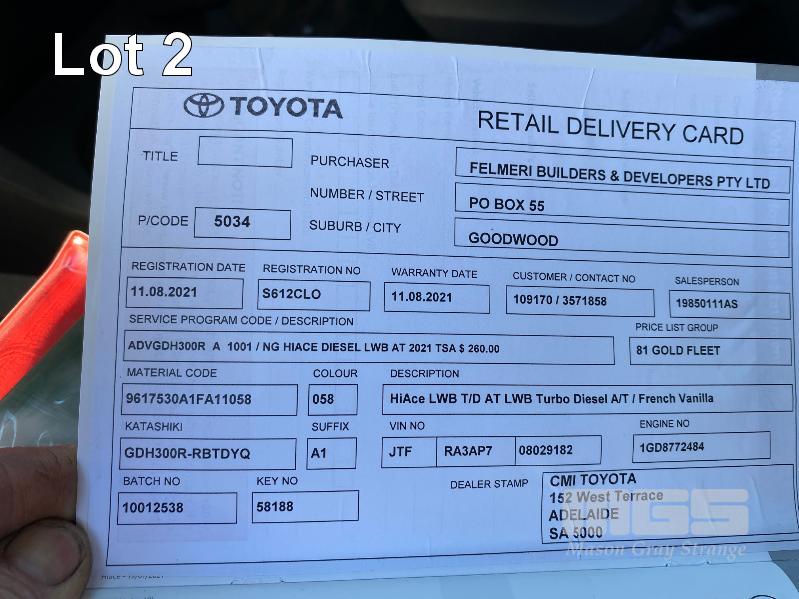 Lot 2
TOYOTA
RETAIL DELIVERY CARD
TITLE
PURCHASER FELMERI BUILDERS & DEVELOPERS PTY LTD
NUMBER / STREET PO BOX 55
P/CODE 5034 SUBURB / CITY GOODWOOD
REGISTRATION DATE REGISTRATION NO WARRANTY DATE CUSTOMER / CONTACT NO SALESPERSON
11.08.2021 S612CLO 11.08.2021 109170 / 3571858 19850111AS
SERVICE PROGRAM CODE / DESCRIPTION PRICE LIST GROUP
ADVGDH300R A 1001 / NG HIACE DIESEL LWB AT 2021 TSA $ 260.00 81 GOLD FLEET
MATERIAL CODE COLOUR DESCRIPTION
9617530A1FA11058 058 HiAce LWB T/D AT LWB Turbo Diesel A/T / French Vanilla
KATASHIKI SUFFIX VIN NO ENGINE NO
GDH300R-RBTDYQ A1 JTF RA3AP7 08029182 1GD8772484
BATCH NO KEY NO DEALER STAMP
10012538 58188
CMI TOYOTA
152 West Terrace
ADELAIDE
SA 5000
MGS
Mason Gray Strange